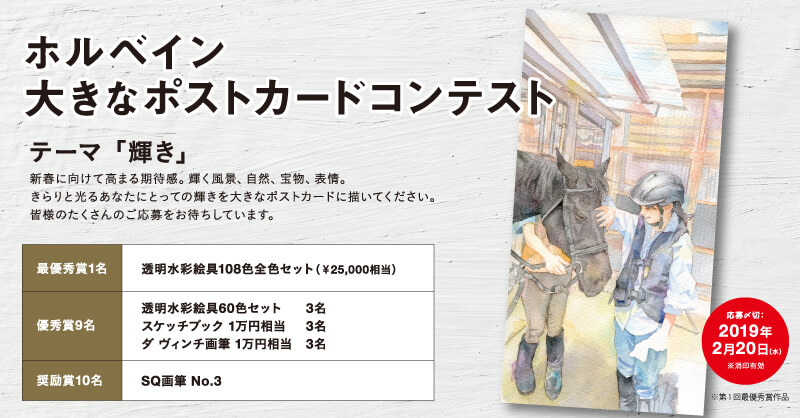 ホルベイン
大きなポストカードコンテスト
テーマ「輝き」
新春に向けて高まる期待感。輝く風景、自然、宝物、表情。
きらりと光るあなたにとっての輝きを大きなポストカードに描いてください。
皆様のたくさんのご応募をお待ちしています。
最優秀賞1名 透明水彩絵具108色全色セット(¥25,000相当)
優秀賞9名
透明水彩絵具60色セット 3名
スケッチブック 1万円相当 3名
ダ ヴィンチ画筆 1万円相当 3名
奨励賞10名 SQ画筆 No.3
応募〆切:
2019年
2月20日(水)
※消印有効
※第1回最優秀賞作品